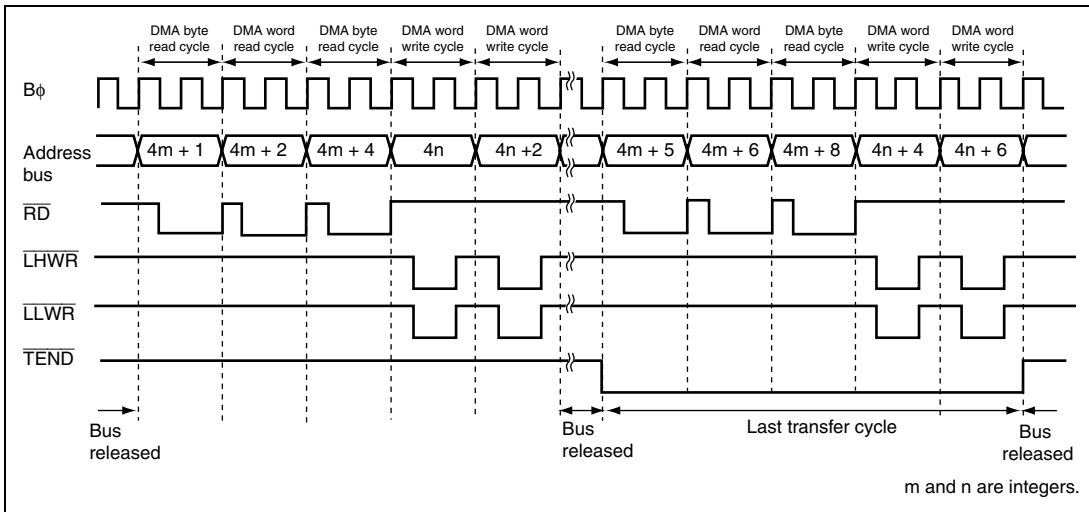 DMA byte read cycle DMA word read cycle DMA byte read cycle DMA word write cycle DMA word write cycle DMA byte read cycle DMA word read cycle DMA byte read cycle DMA word write cycle DMA word write cycle
Bϕ
Address bus 4m + 1 4m + 2 4m + 4 4n 4n +2 4m + 5 4m + 6 4m + 8 4n + 4 4n + 6
RD
LHWR
LLWR
TEND
Bus released Bus released Last transfer cycle Bus released
m and n are integers.